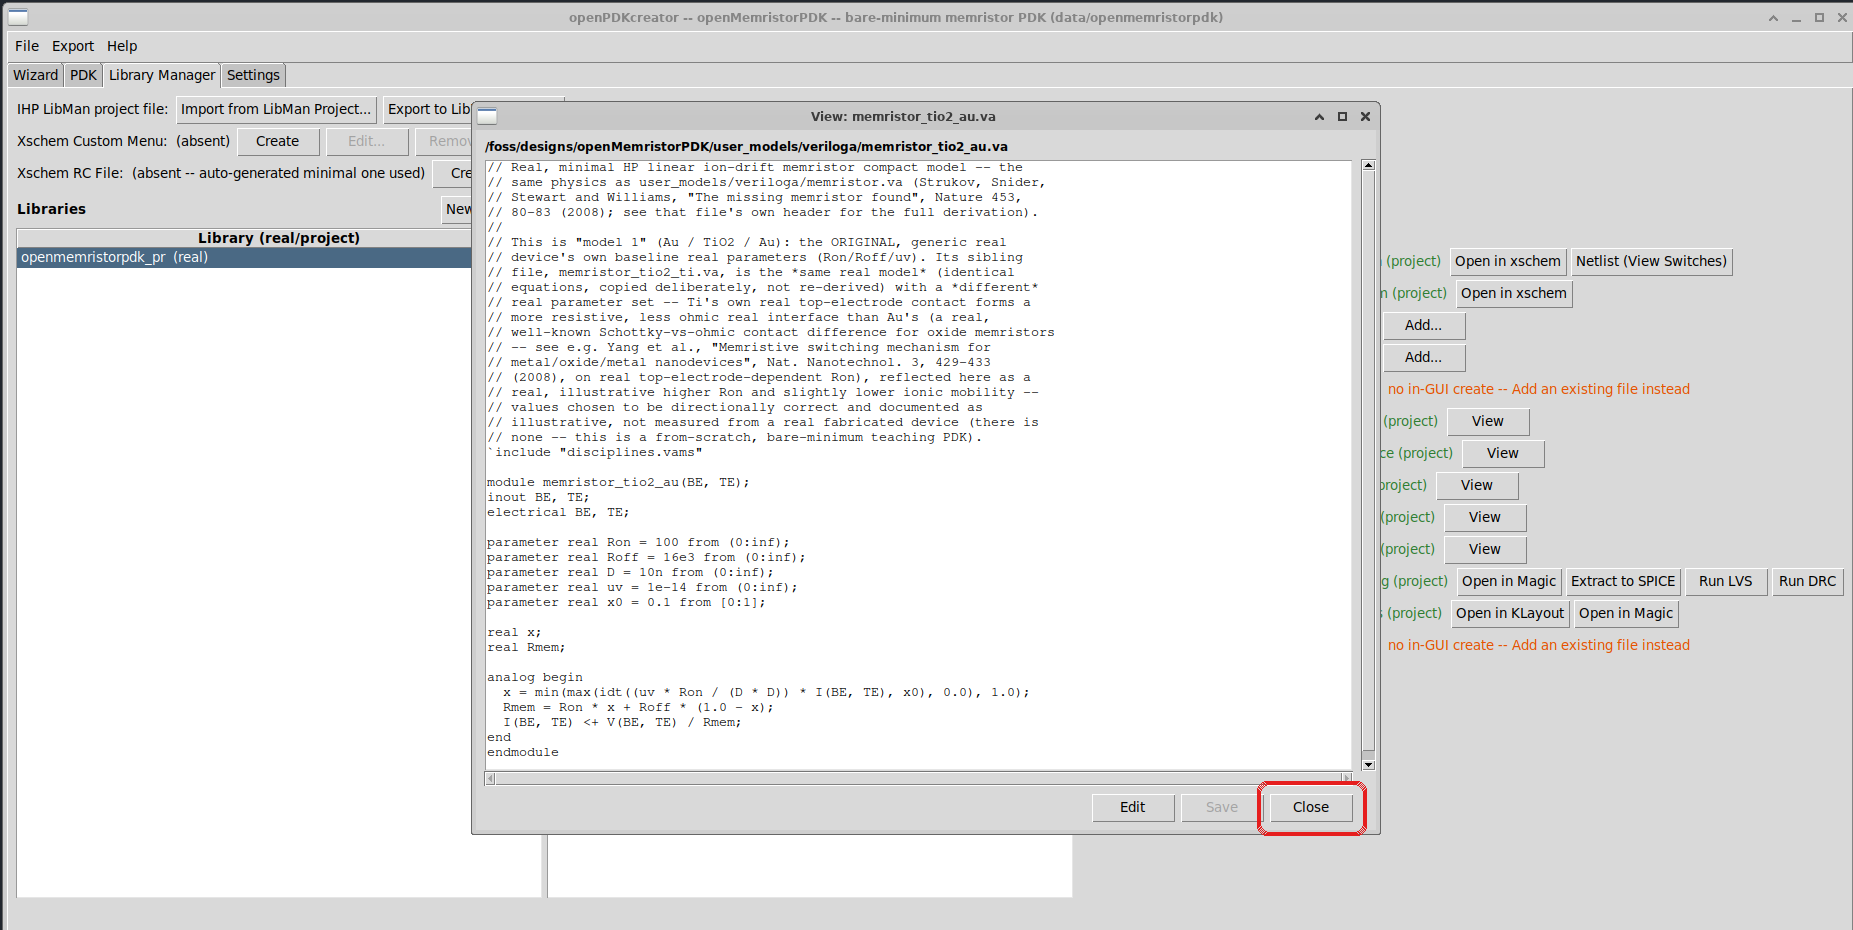 openPDKcreator -- openMemristorPDK -- bare-minimum memristor PDK (data/openmemristorpdk)
File Export Help
Wizard PDK Library Manager Settings
IHP LibMan project file: Import from LibMan Project... Export to Lib
Xschem Custom Menu: (absent) Create Edit... Remov
Xschem RC File: (absent -- auto-generated minimal one used) Cre
Libraries New
Library (real/project)
openmemristorpdk_pr (real)
View: memristor_tio2_au.va
/foss/designs/openMemristorPDK/user_models/veriloga/memristor_tio2_au.va
// Real, minimal HP linear ion-drift memristor compact model -- the
// same physics as user_models/veriloga/memristor.va (Strukov, Snider,
// Stewart and Williams, "The missing memristor found", Nature 453,
// 80-83 (2008); see that file's own header for the full derivation).
//
// This is "model 1" (Au / TiO2 / Au): the ORIGINAL, generic real
// device's own baseline real parameters (Ron/Roff/uv). Its sibling
// file, memristor_tio2_ti.va, is the *same real model* (identical
// equations, copied deliberately, not re-derived) with a *different*
// real parameter set -- Ti's own real top-electrode contact forms a
// more resistive, less ohmic real interface than Au's (a real,
// well-known Schottky-vs-ohmic contact difference for oxide memristors
// -- see e.g. Yang et al., "Memristive switching mechanism for
// metal/oxide/metal nanodevices", Nat. Nanotechnol. 3, 429-433
// (2008), on real top-electrode-dependent Ron), reflected here as a
// real, illustrative higher Ron and slightly lower ionic mobility --
// values chosen to be directionally correct and documented as
// illustrative, not measured from a real fabricated device (there is
// none -- this is a from-scratch, bare-minimum teaching PDK).
`include "disciplines.vams"
module memristor_tio2_au(BE, TE);
inout BE, TE;
electrical BE, TE;
parameter real Ron = 100 from (0:inf);
parameter real Roff = 16e3 from (0:inf);
parameter real D = 10n from (0:inf);
parameter real uv = 1e-14 from (0:inf);
parameter real x0 = 0.1 from [0:1];
real x;
real Rmem;
analog begin
x = min(max(idt((uv * Ron / (D * D)) * I(BE, TE), x0), 0.0), 1.0);
Rmem = Ron * x + Roff * (1.0 - x);
I(BE, TE) <+ V(BE, TE) / Rmem;
end
endmodule
Edit Save Close
(project) Open in xschem Netlist (View Switches)
(project) Open in xschem
Add...
Add...
no in-GUI create -- Add an existing file instead
(project) View
ce (project) View
project) View
(project) View
(project) View
g (project) Open in Magic Extract to SPICE Run LVS Run DRC
(project) Open in KLayout Open in Magic
no in-GUI create -- Add an existing file instead